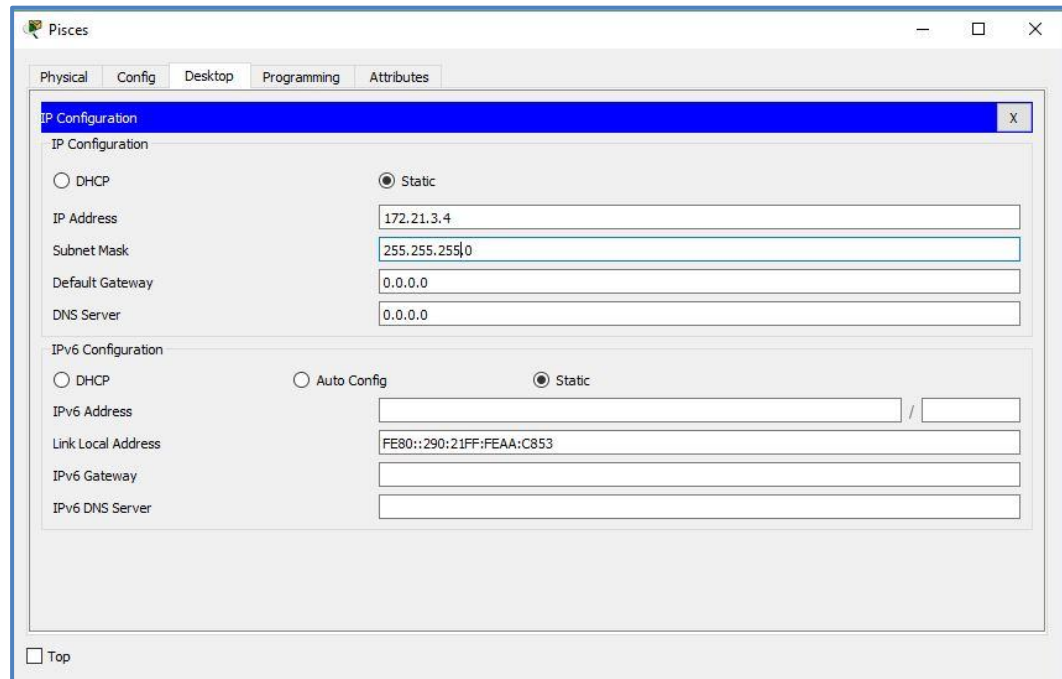 Pisces
Physical Config Desktop Programming Attributes
IP Configuration X
IP Configuration
DHCP Static
IP Address 172.21.3.4
Subnet Mask 255.255.255.0
Default Gateway 0.0.0.0
DNS Server 0.0.0.0
IPv6 Configuration
DHCP Auto Config Static
IPv6 Address /
Link Local Address FE80::290:21FF:FEAA:C853
IPv6 Gateway
IPv6 DNS Server
Top